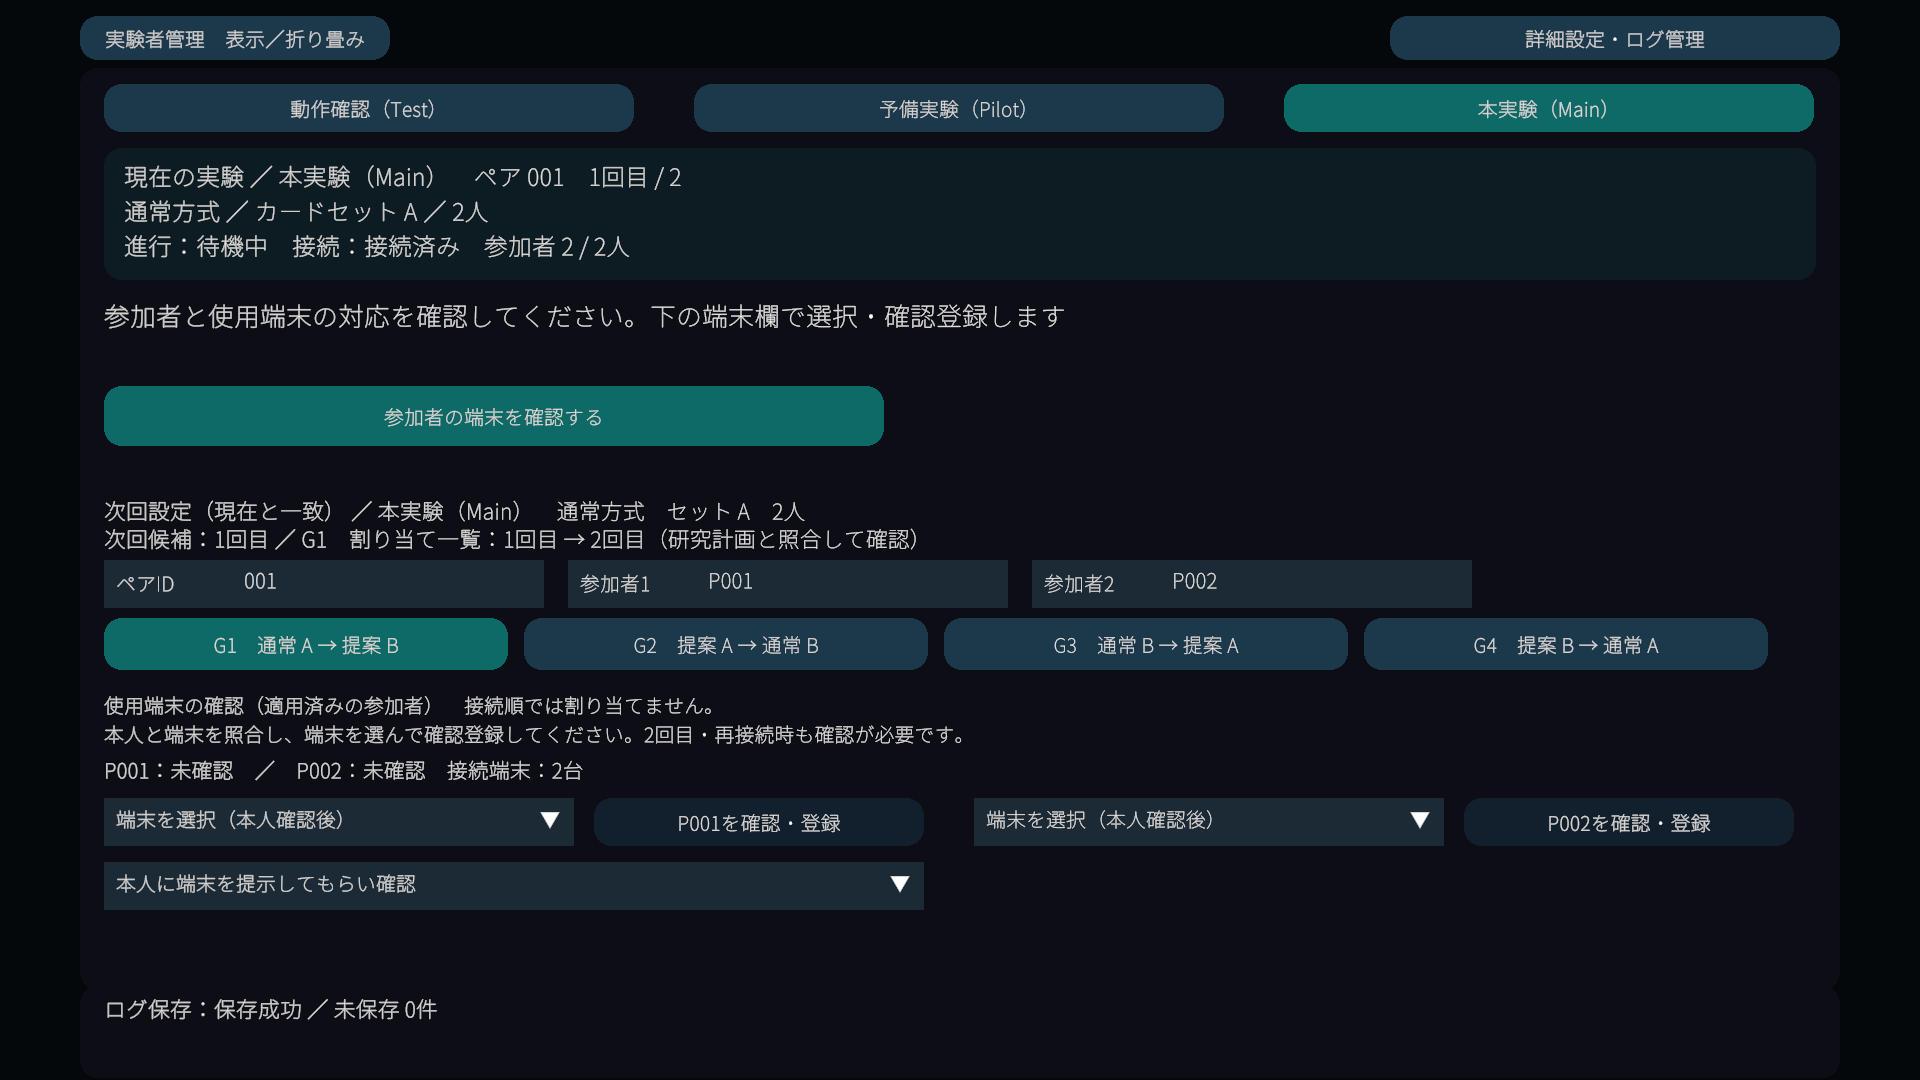 実験者管理　表示／折り畳み
詳細設定・ログ管理
動作確認（Test）
予備実験（Pilot）
本実験（Main）
現在の実験 ／ 本実験（Main）　ペア 001　1回目 / 2
通常方式 ／ カードセット A ／ 2人
進行：待機中　接続：接続済み　参加者 2 / 2人
参加者と使用端末の対応を確認してください。下の端末欄で選択・確認登録します
参加者の端末を確認する
次回設定（現在と一致） ／ 本実験（Main）　通常方式　セット A　2人
次回候補：1回目 ／ G1　割り当て一覧：1回目 → 2回目（研究計画と照合して確認）
ペアID　001
参加者1　P001
参加者2　P002
G1　通常 A → 提案 B
G2　提案 A → 通常 B
G3　通常 B → 提案 A
G4　提案 B → 通常 A
使用端末の確認（適用済みの参加者）　接続順では割り当てません。
本人と端末を照合し、端末を選んで確認登録してください。2回目・再接続時も確認が必要です。
P001：未確認　／　P002：未確認　接続端末：2台
端末を選択（本人確認後） ▼
P001を確認・登録
端末を選択（本人確認後） ▼
P002を確認・登録
本人に端末を提示してもらい確認 ▼
ログ保存：保存成功 ／ 未保存 0件